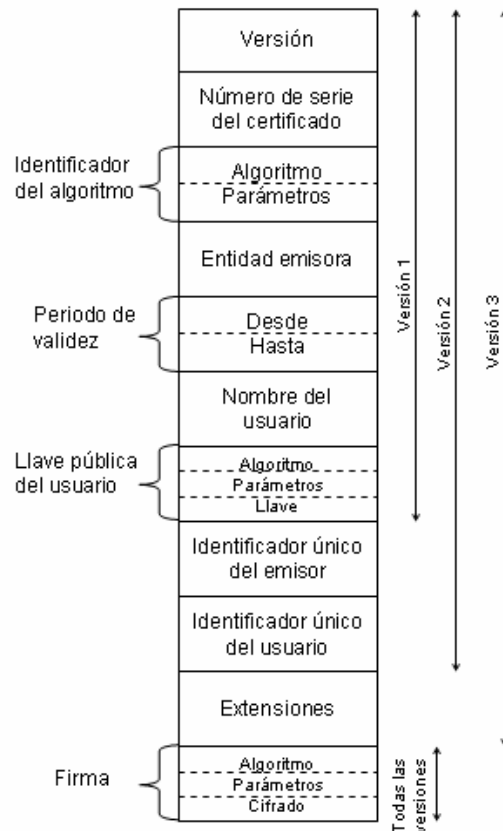 Versión
Número de serie
del certificado
Identificador
del algoritmo
Algoritmo
Parámetros
Entidad emisora
Periodo de
validez
Desde
Hasta
Nombre del
usuario
Llave pública
del usuario
Algoritmo
Parámetros
Llave
Identificador único
del emisor
Identificador único
del usuario
Extensiones
Firma
Algoritmo
Parámetros
Cifrado
Versión 1
Versión 2
Versión 3
Todas las
versiones